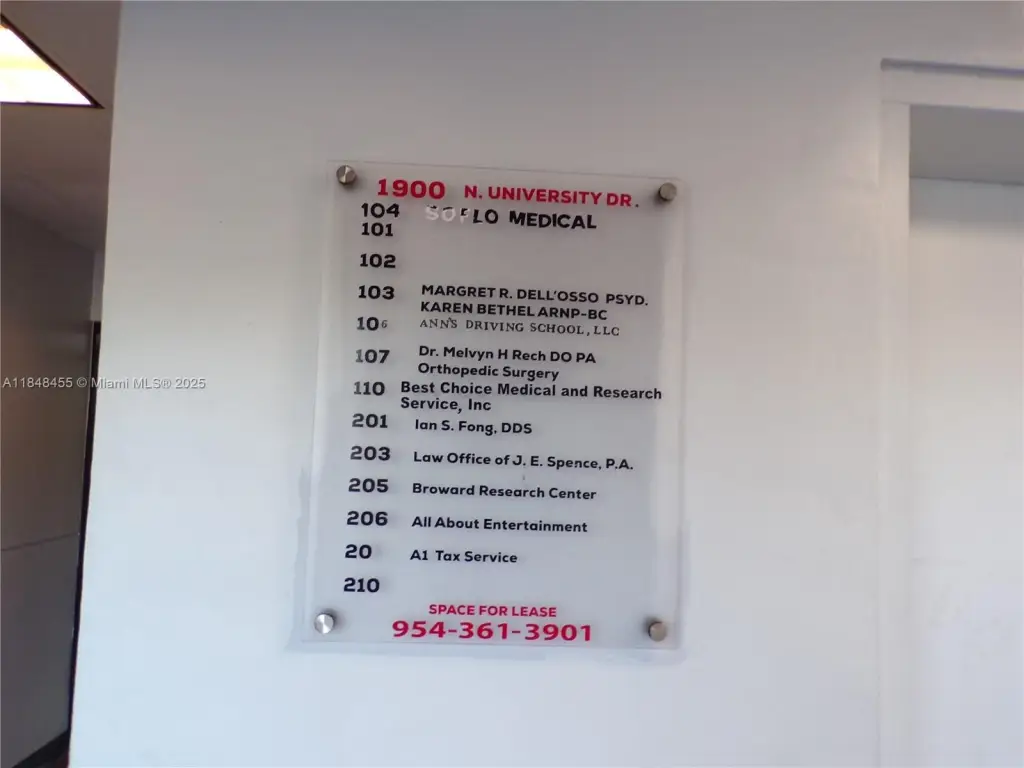 1900 N. UNIVERSITY DR.
104 SOFLO MEDICAL
101
102
103 MARGRET R. DELL'OSSO PSYD.
KAREN BETHEL ARNP-BC
106 ANN'S DRIVING SCHOOL, LLC
107 Dr. Melvyn H Rech DO PA
Orthopedic Surgery
110 Best Choice Medical and Research
Service, Inc
201 Ian S. Fong, DDS
203 Law Office of J. E. Spence, P.A.
205 Broward Research Center
206 All About Entertainment
20 A1 Tax Service
210
SPACE FOR LEASE
954-361-3901
A11848455 © Miami MLS® 2025